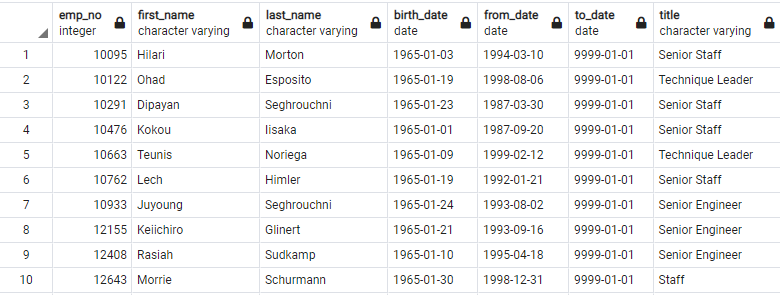 emp_no first_name last_name birth_date from_date to_date title
integer character varying character varying date date date character varying
1 10095 Hilari Morton 1965-01-03 1994-03-10 9999-01-01 Senior Staff
2 10122 Ohad Esposito 1965-01-19 1998-08-06 9999-01-01 Technique Leader
3 10291 Dipayan Seghrouchni 1965-01-23 1987-03-30 9999-01-01 Senior Staff
4 10476 Kokou Iisaka 1965-01-01 1987-09-20 9999-01-01 Senior Staff
5 10663 Teunis Noriega 1965-01-09 1999-02-12 9999-01-01 Technique Leader
6 10762 Lech Himler 1965-01-19 1992-01-21 9999-01-01 Senior Staff
7 10933 Juyoung Seghrouchni 1965-01-24 1993-08-02 9999-01-01 Senior Engineer
8 12155 Keiichiro Glinert 1965-01-21 1993-09-16 9999-01-01 Senior Engineer
9 12408 Rasiah Sudkamp 1965-01-10 1995-04-18 9999-01-01 Senior Engineer
10 12643 Morrie Schurmann 1965-01-30 1998-12-31 9999-01-01 Staff